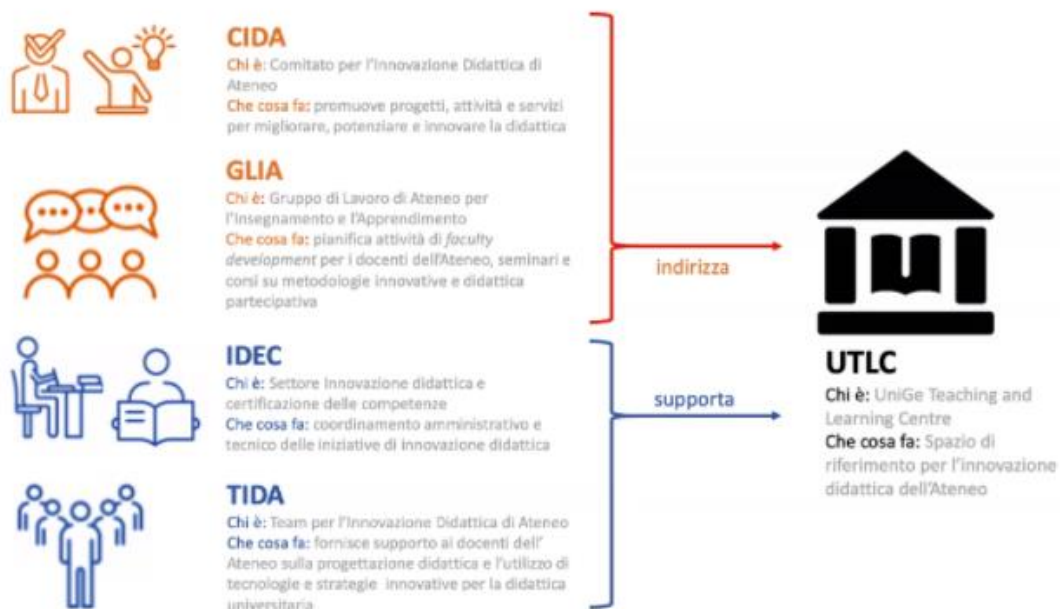 CIDA
Chi è: Comitato per l'Innovazione Didattica di
Ateneo
Che cosa fa: promuove progetti, attività e servizi
per migliorare, potenziare e innovare la didattica
GLIA
Chi è: Gruppo di Lavoro di Ateneo per
l'Insegnamento e l'Apprendimento
Che cosa fa: pianifica attività di faculty
development per i docenti dell'Ateneo, seminari e
corsi su metodologie innovative e didattica
partecipativa
indirizza
IDEC
Chi è: Settore Innovazione didattica e
certificazione delle competenze
Che cosa fa: coordinamento amministrativo e
tecnico delle iniziative di innovazione didattica
TIDA
Chi è: Team per l'Innovazione Didattica di Ateneo
Che cosa fa: fornisce supporto ai docenti dell'
Ateneo sulla progettazione didattica e l'utilizzo di
tecnologie e strategie innovative per la didattica
universitaria
supporta
UTLC
Chi è: UniGe Teaching and
Learning Centre
Che cosa fa: Spazio di
riferimento per l'innovazione
didattica dell'Ateneo